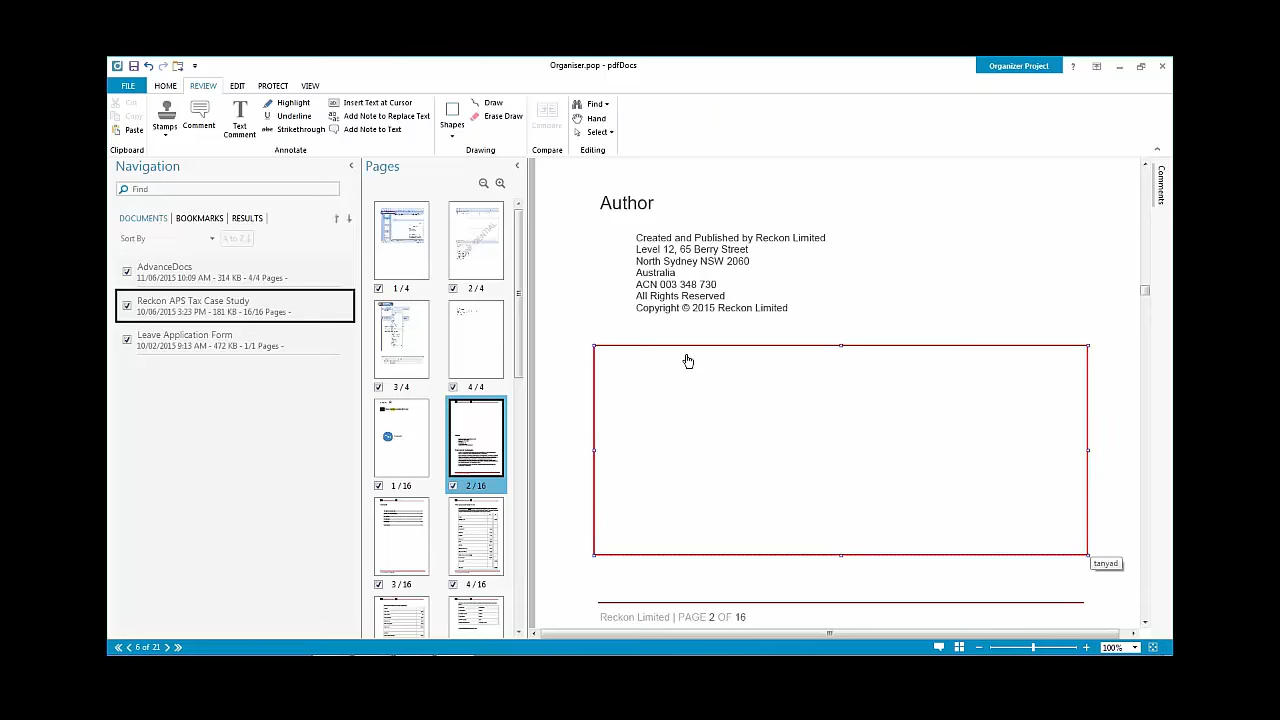 Organiser.pop - pdfDocs
Organizer Project
?
FILE HOME REVIEW EDIT PROTECT VIEW
Cut
Copy
Paste
Clipboard
Stamps
Comment
Text Comment
Highlight
Underline
abc Strikethrough
Insert Text at Cursor
Add Note to Replace Text
Add Note to Text
Annotate
Shapes
Draw
Erase Draw
Drawing
Compare
Compare
Find
Hand
Select
Editing
Navigation
Find
DOCUMENTS | BOOKMARKS | RESULTS |
Sort By
A to Z
AdvanceDocs
11/06/2015 10:09 AM - 314 KB - 4/4 Pages -
Reckon APS Tax Case Study
10/06/2015 3:23 PM - 181 KB - 16/16 Pages -
Leave Application Form
10/02/2015 9:13 AM - 472 KB - 1/1 Pages -
Pages
1 / 4
2 / 4
3 / 4
4 / 4
1 / 16
2 / 16
3 / 16
4 / 16
Author
Created and Published by Reckon Limited
Level 12, 65 Berry Street
North Sydney NSW 2060
Australia
ACN 003 348 730
All Rights Reserved
Copyright © 2015 Reckon Limited
tanyad
Reckon Limited | PAGE 2 OF 16
Comments
6 of 21
100%